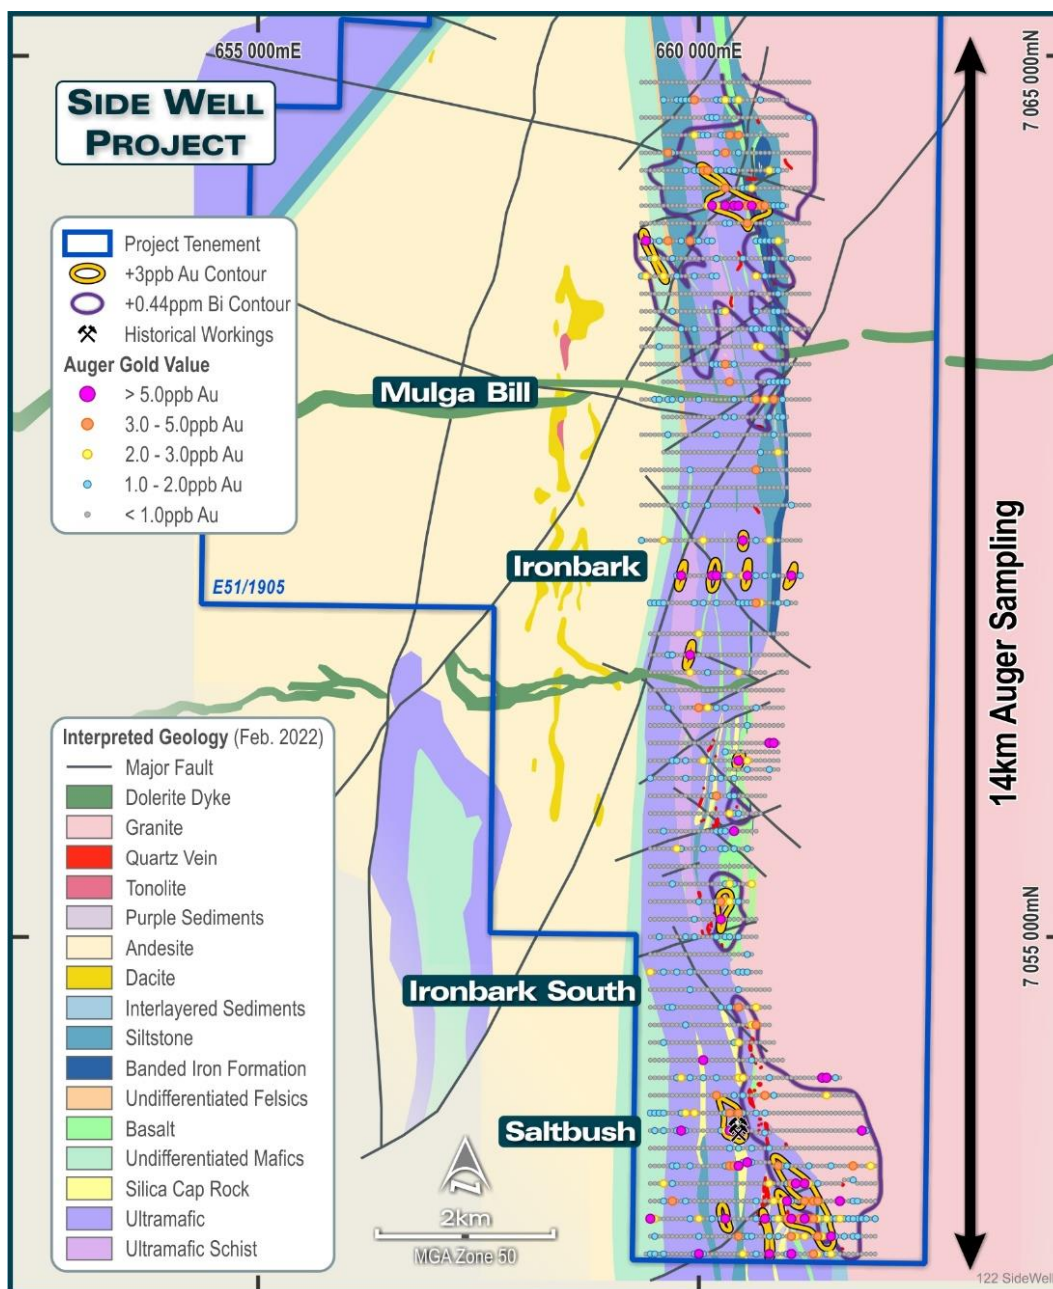 655 000mE
660 000mE
7 065 000mN
SIDE WELL
PROJECT
Project Tenement
+3ppb Au Contour
+0.44ppm Bi Contour
Historical Workings
Auger Gold Value
> 5.0ppb Au
3.0 - 5.0ppb Au
2.0 - 3.0ppb Au
1.0 - 2.0ppb Au
< 1.0ppb Au
Mulga Bill
Ironbark
E51/1905
14km Auger Sampling
Interpreted Geology (Feb. 2022)
Major Fault
Dolerite Dyke
Granite
Quartz Vein
Tonolite
Purple Sediments
Andesite
Dacite
Interlayered Sediments
Siltstone
Banded Iron Formation
Undifferentiated Felsics
Basalt
Undifferentiated Mafics
Silica Cap Rock
Ultramafic
Ultramafic Schist
7 055 000mN
Ironbark South
Saltbush
N
2km
MGA Zone 50
122 SideWell